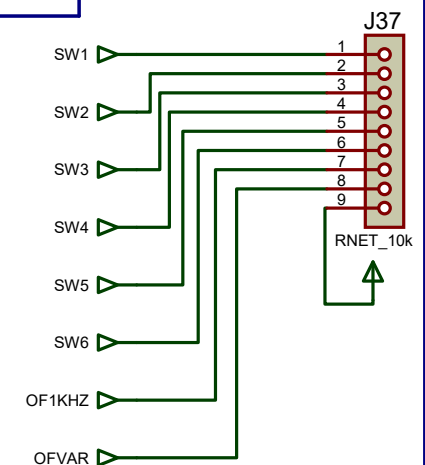 J37
SW1
1
2
SW2
3
4
SW3
5
6
SW4
7
8
9
RNET_10k
SW5
SW6
OF1KHZ
OFVAR